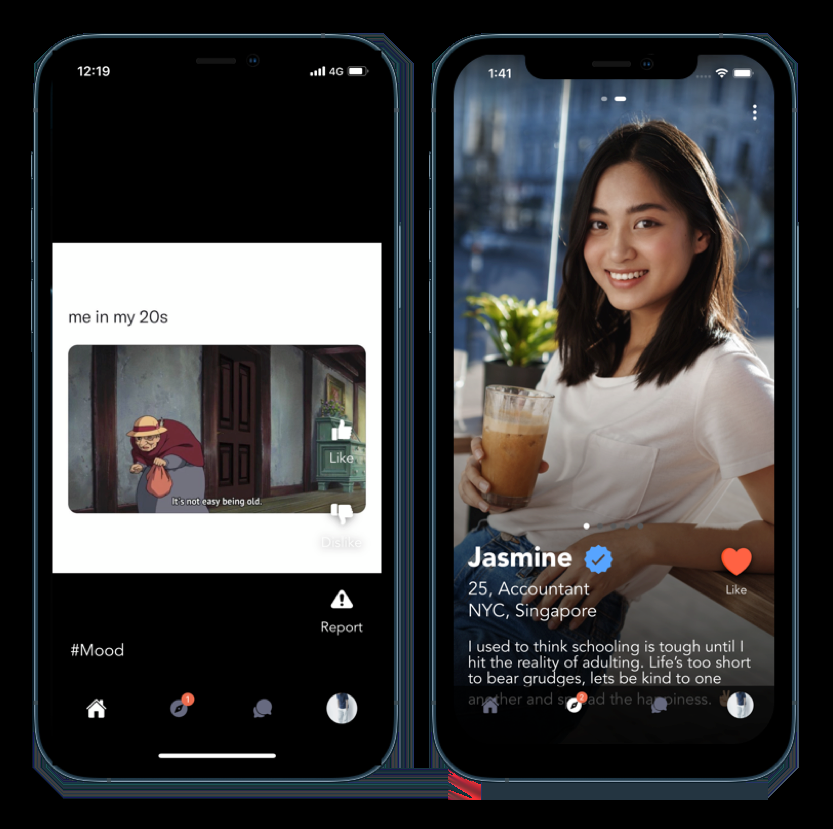 12:19
4G
me in my 20s
It's not easy being old.
Like
Dislike
Report
#Mood
1
1:41
Jasmine
25, Accountant
NYC, Singapore
Like
I used to think schooling is tough until I
hit the reality of adulting. Life's too short
to bear grudges, lets be kind to one
another and spread the happiness.
2